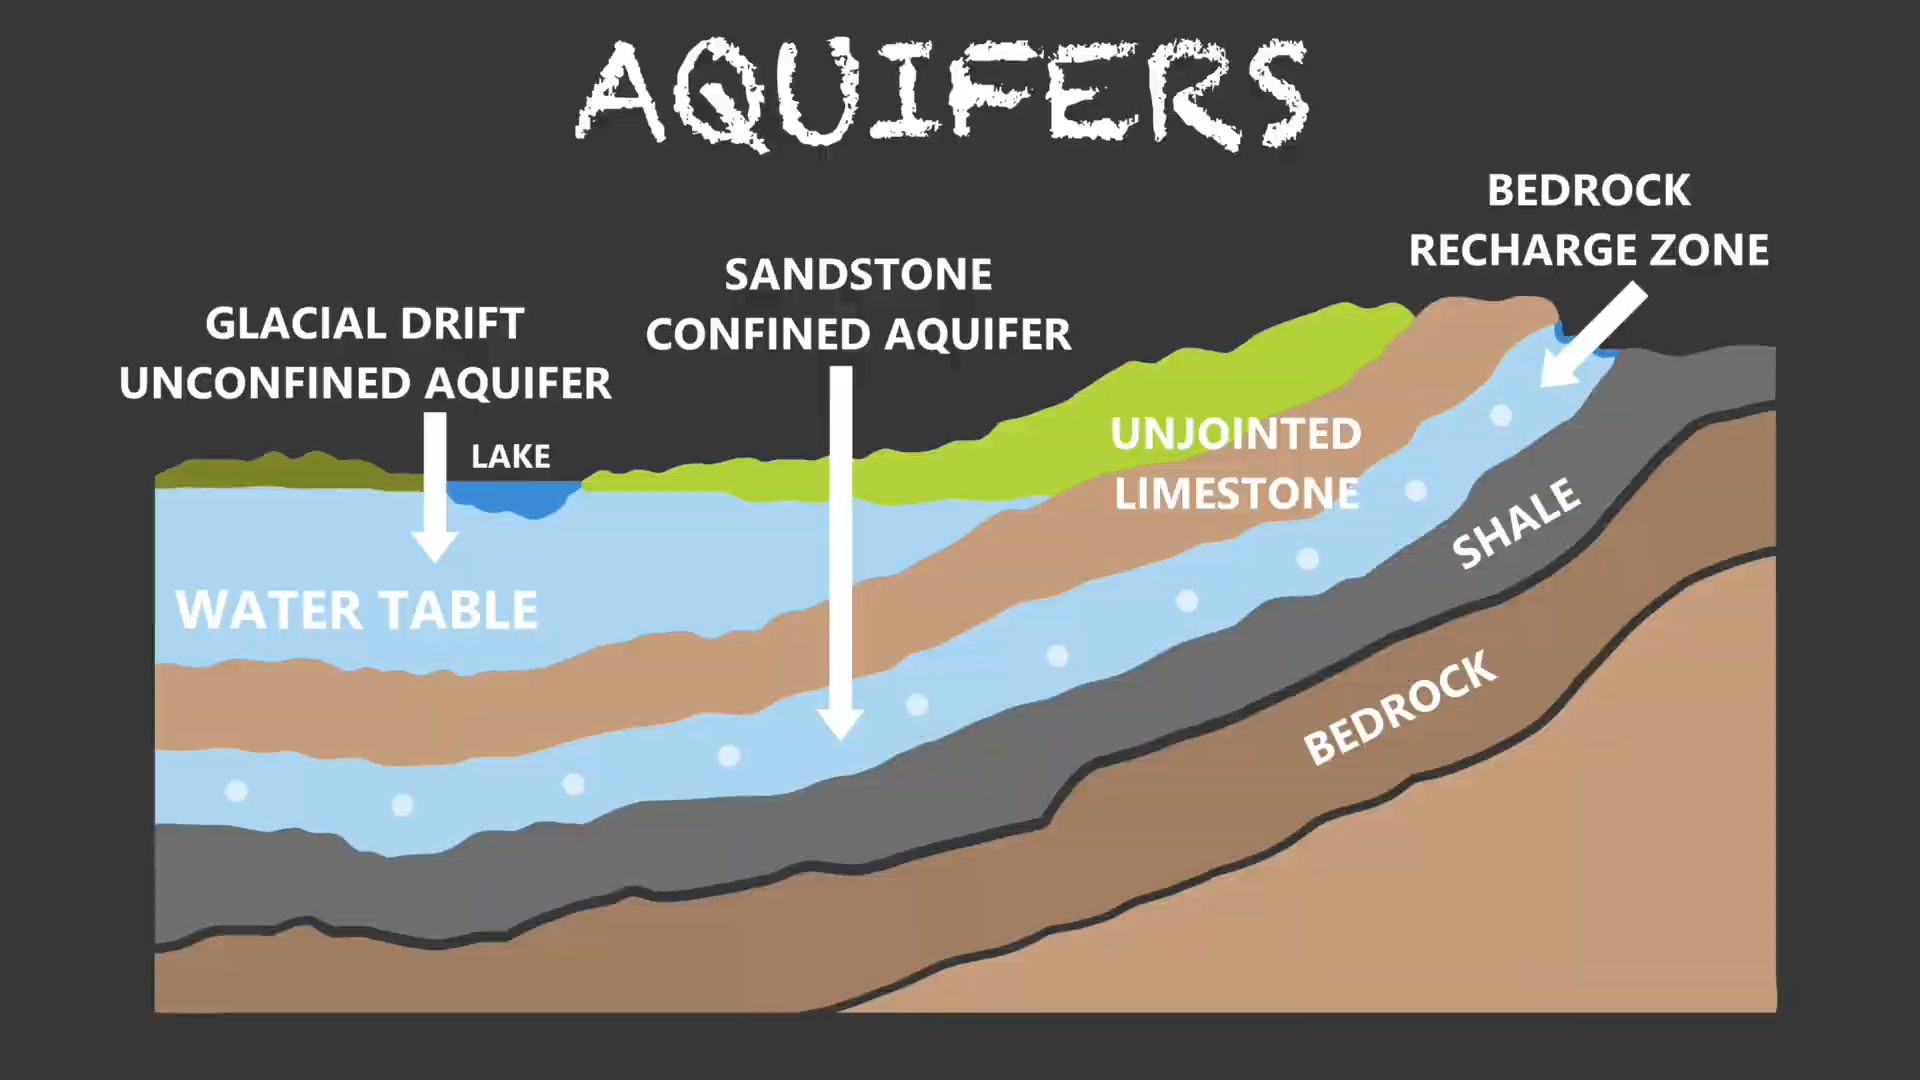 AQUIFERS
BEDROCK
RECHARGE ZONE
SANDSTONE
CONFINED AQUIFER
GLACIAL DRIFT
UNCONFINED AQUIFER
LAKE
UNJOINTED
LIMESTONE
SHALE
WATER TABLE
BEDROCK